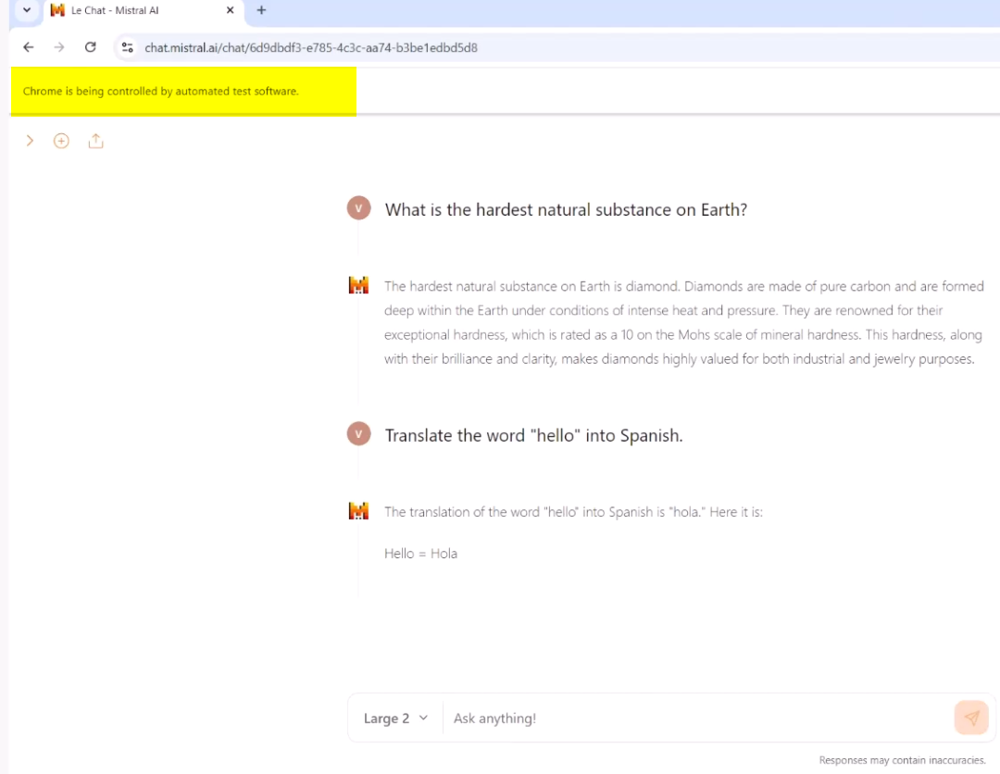 Le Chat - Mistral AI
chat.mistral.ai/chat/6d9dbdf3-e785-4c3c-aa74-b3be1edbd5d8
Chrome is being controlled by automated test software.
V
What is the hardest natural substance on Earth?
The hardest natural substance on Earth is diamond. Diamonds are made of pure carbon and are formed
deep within the Earth under conditions of intense heat and pressure. They are renowned for their
exceptional hardness, which is rated as a 10 on the Mohs scale of mineral hardness. This hardness, along
with their brilliance and clarity, makes diamonds highly valued for both industrial and jewelry purposes.
V
Translate the word "hello" into Spanish.
The translation of the word "hello" into Spanish is "hola." Here it is:
Hello = Hola
Large 2
Ask anything!
Responses may contain inaccuracies.